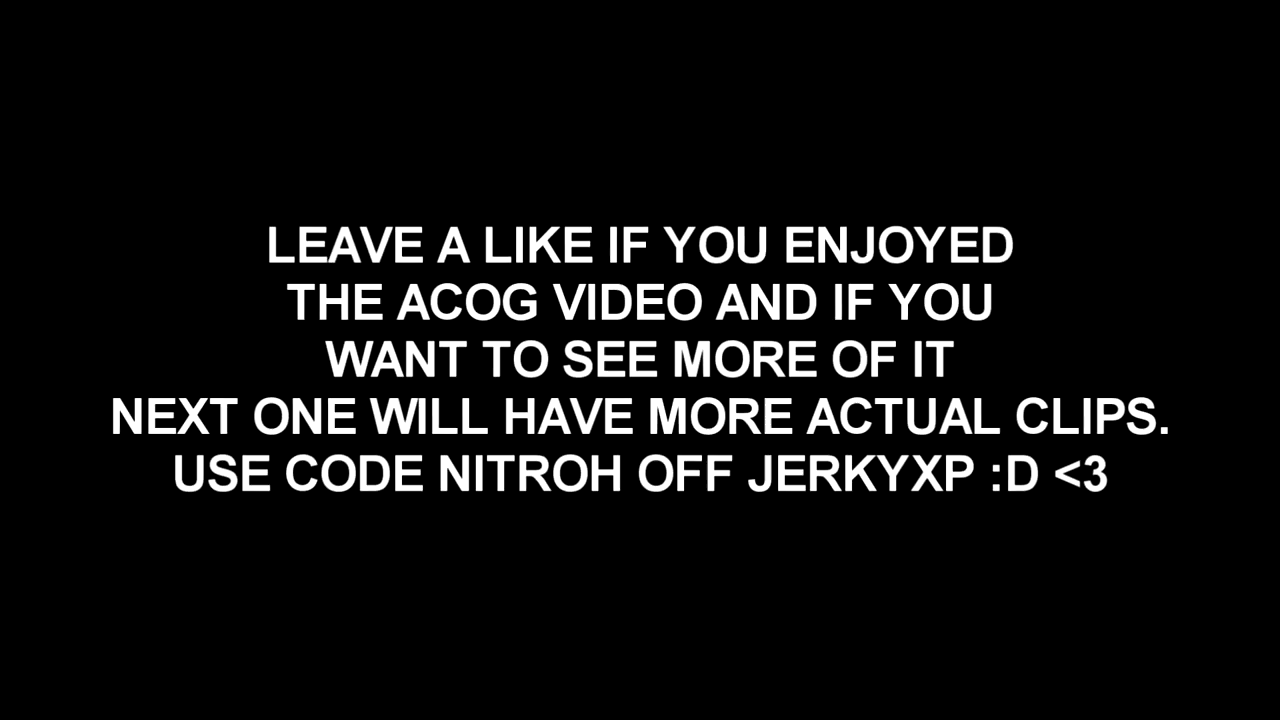 LEAVE A LIKE IF YOU ENJOYED
THE ACOG VIDEO AND IF YOU
WANT TO SEE MORE OF IT
NEXT ONE WILL HAVE MORE ACTUAL CLIPS.
USE CODE NITROH OFF JERKYXP :D <3